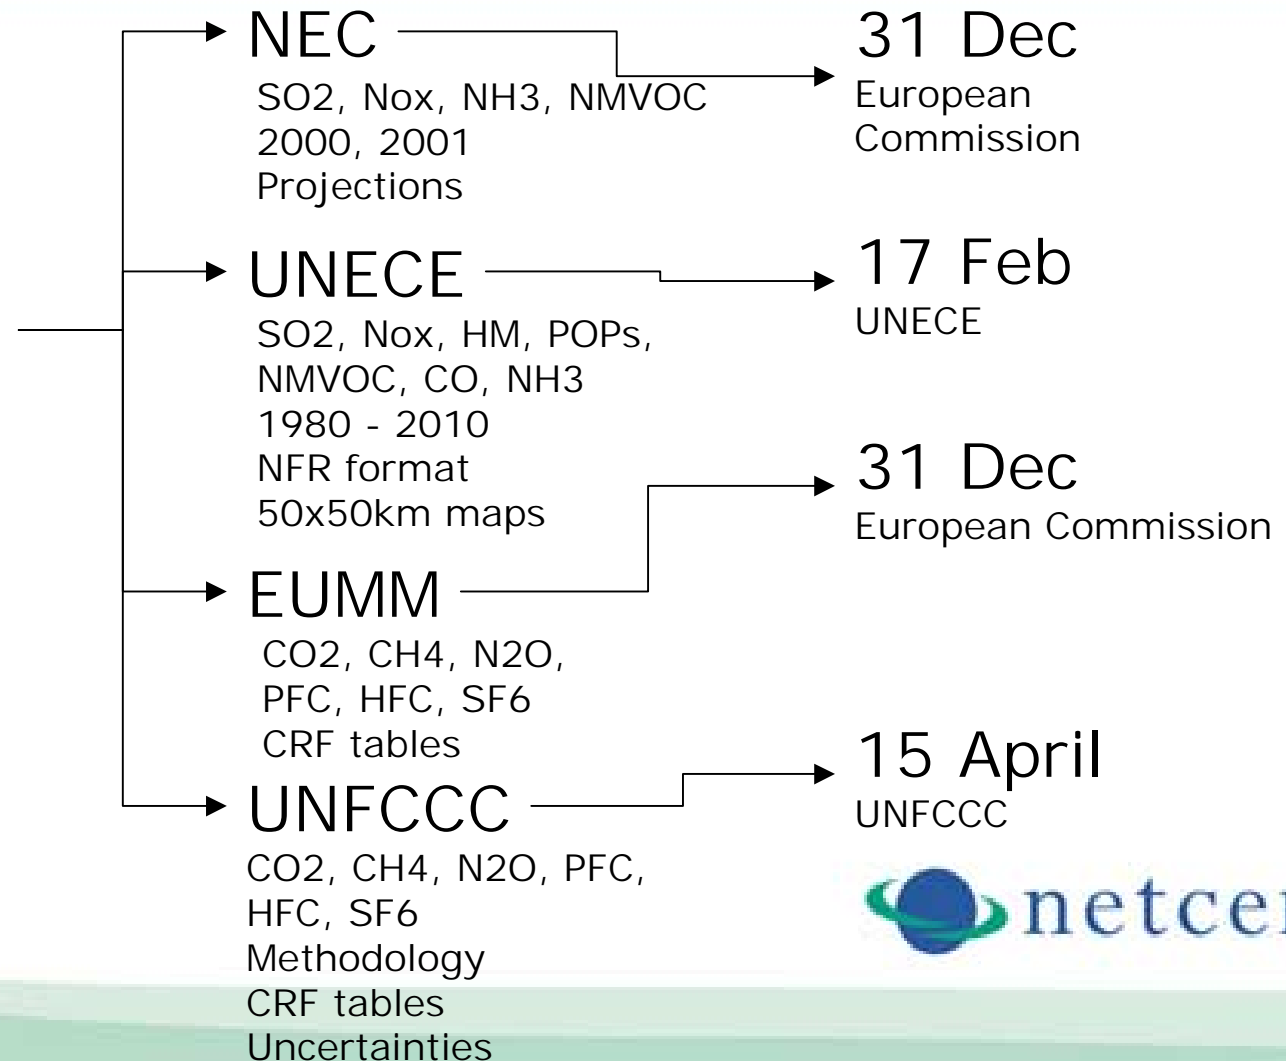 NEC
SO2, Nox, NH3, NMVOC
2000, 2001
Projections
31 Dec
European
Commission
UNECE
SO2, Nox, HM, POPs,
NMVOC, CO, NH3
1980 - 2010
NFR format
50x50km maps
17 Feb
UNECE
EUMM
CO2, CH4, N2O,
PFC, HFC, SF6
CRF tables
31 Dec
European Commission
UNFCCC
CO2, CH4, N2O, PFC,
HFC, SF6
Methodology
CRF tables
Uncertainties
15 April
UNFCCC